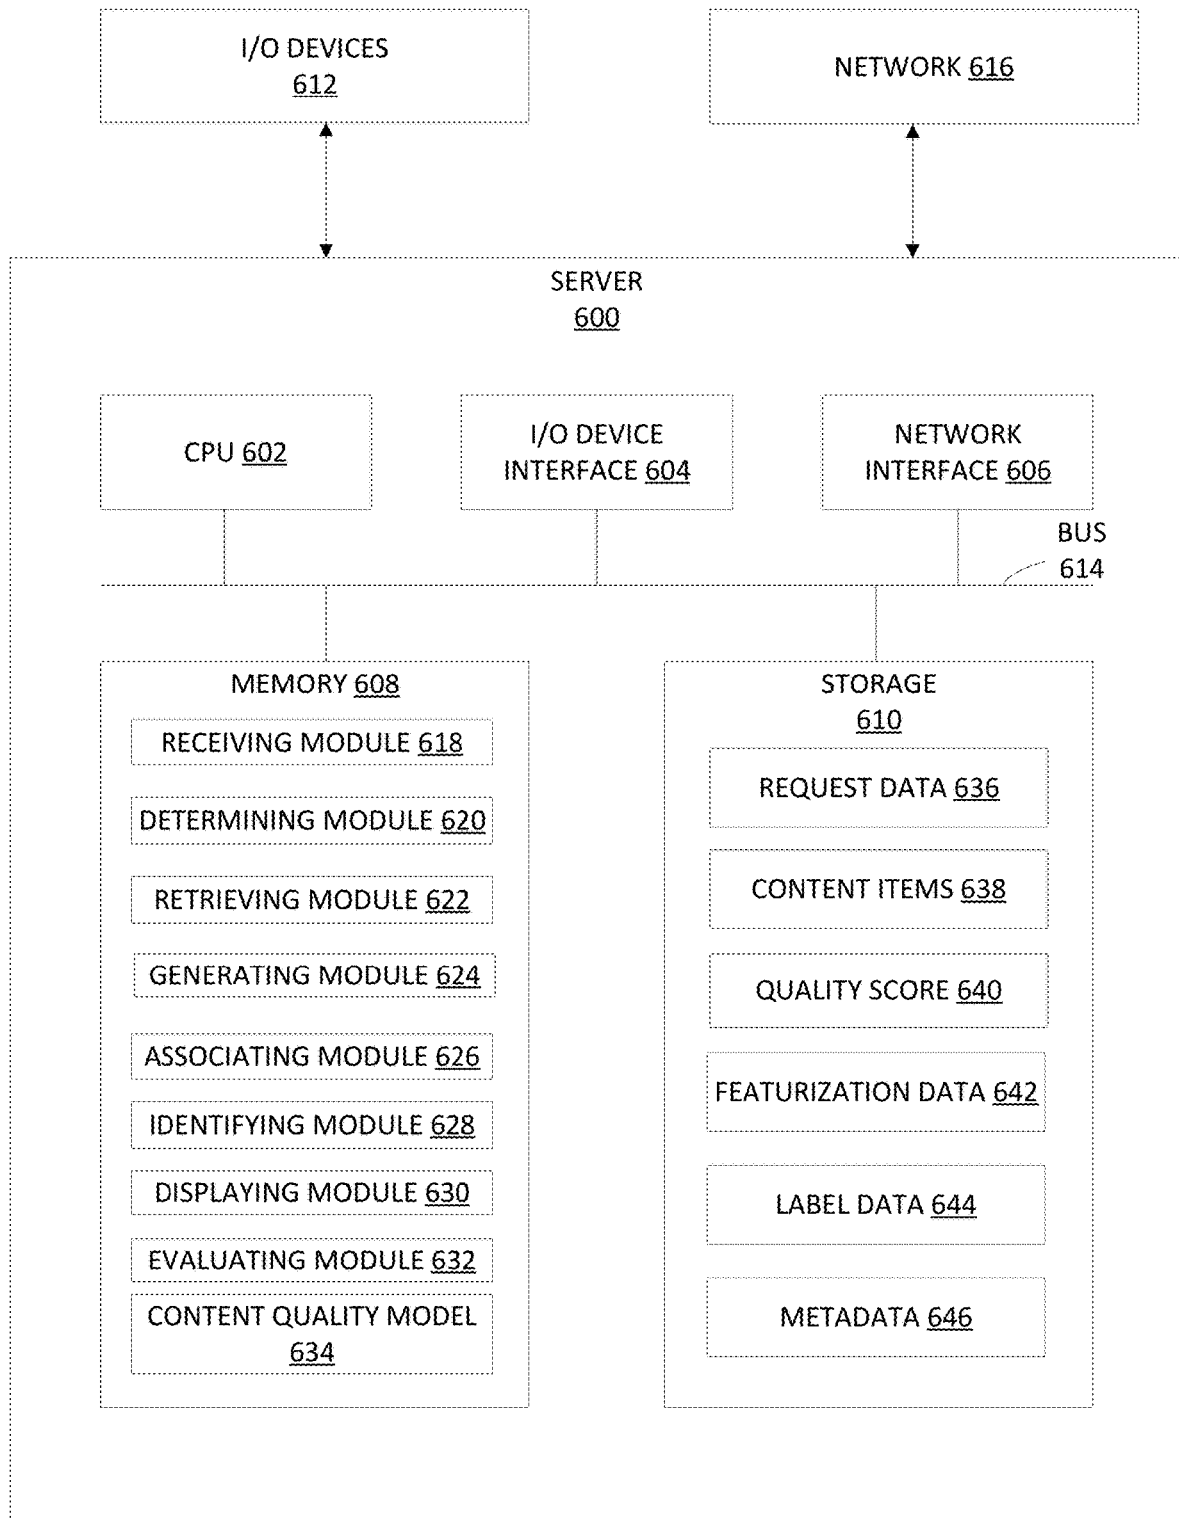 I/O DEVICES
612
NETWORK 616
SERVER
600
CPU 602
I/O DEVICE
INTERFACE 604
NETWORK
INTERFACE 606
BUS
614
MEMORY 608
RECEIVING MODULE 618
DETERMINING MODULE 620
RETRIEVING MODULE 622
GENERATING MODULE 624
ASSOCIATING MODULE 626
IDENTIFYING MODULE 628
DISPLAYING MODULE 630
EVALUATING MODULE 632
CONTENT QUALITY MODEL
634
STORAGE
610
REQUEST DATA 636
CONTENT ITEMS 638
QUALITY SCORE 640
FEATURIZATION DATA 642
LABEL DATA 644
METADATA 646